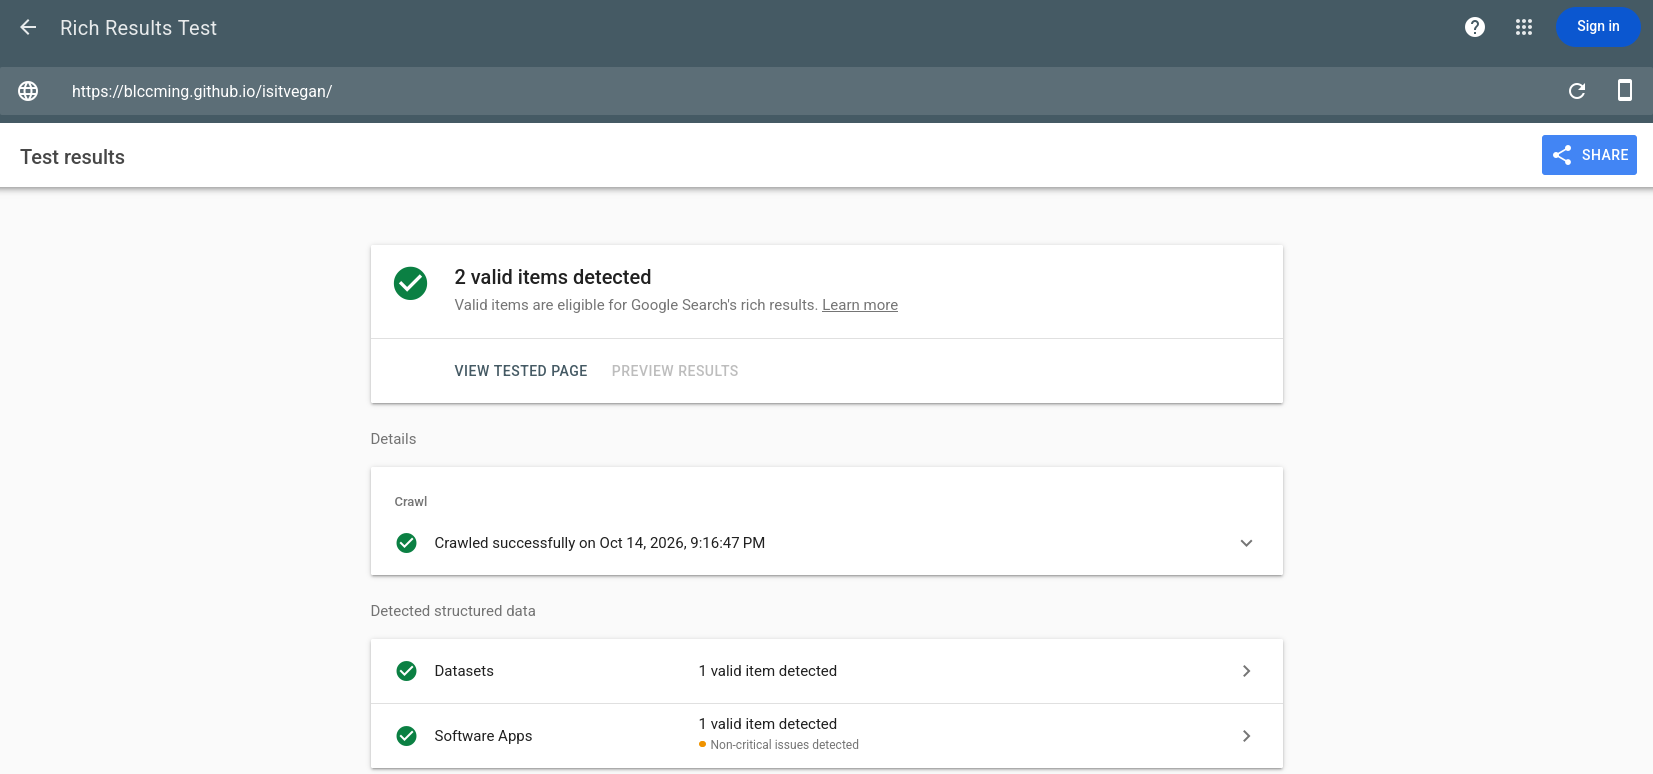 Rich Results Test
Sign in
https://blccming.github.io/isitvegan/
Test results
SHARE
2 valid items detected
Valid items are eligible for Google Search's rich results. Learn more
VIEW TESTED PAGE PREVIEW RESULTS
Details
Crawl
Crawled successfully on Oct 14, 2026, 9:16:47 PM
Detected structured data
Datasets 1 valid item detected
Software Apps 1 valid item detected
Non-critical issues detected